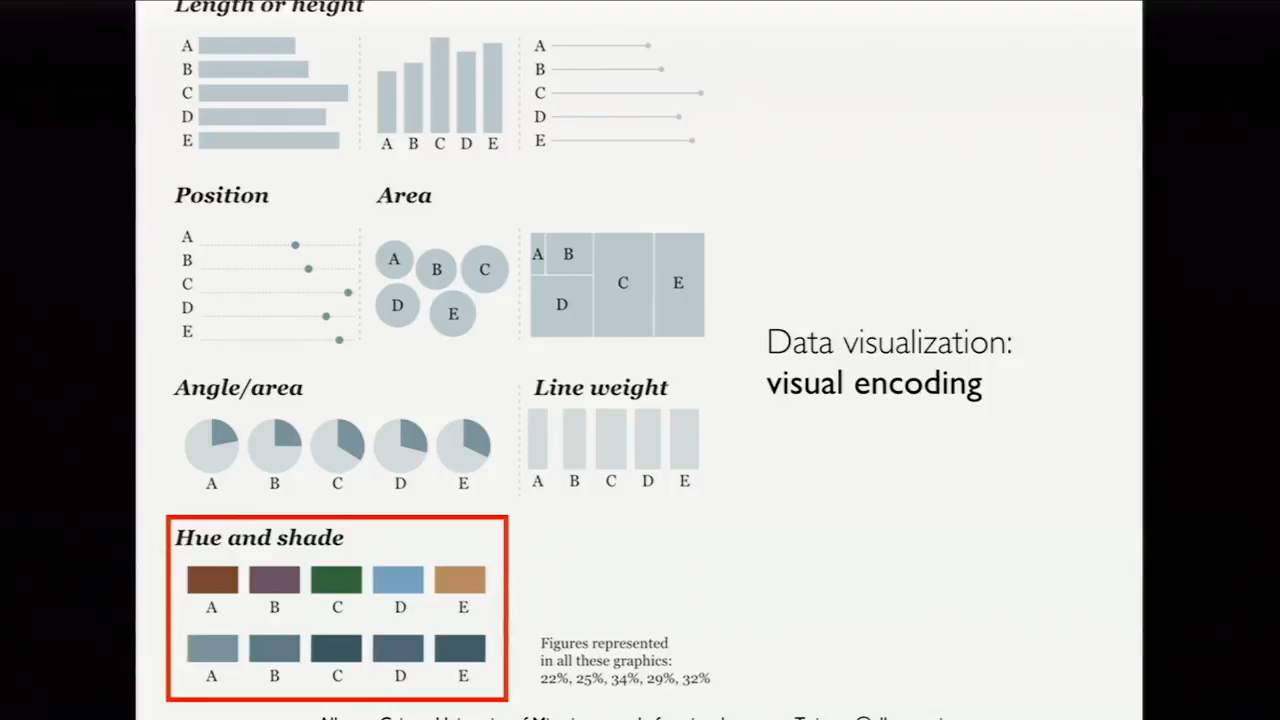 Length or height
A
B
C
D
E
A B C D E
A
B
C
D
E
Position
A
B
C
D
E
Area
A B C
D E
A B
C E
D
Data visualization:
visual encoding
Angle/area
A B C D E
Line weight
A B C D E
Hue and shade
A B C D E
A B C D E
Figures represented
in all these graphics:
22%, 25%, 34%, 29%, 32%